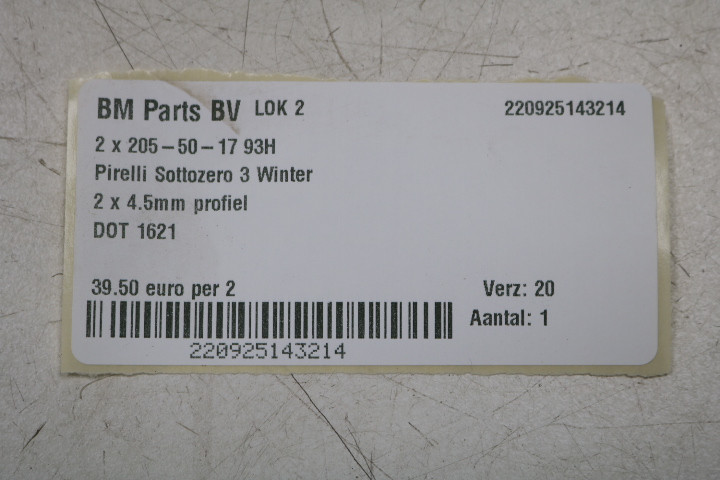 BM Parts BV LOK 2 220925143214
2 x 205-50-17 93H
Pirelli Sottozero 3 Winter
2 x 4.5mm profiel
DOT 1621
39.50 euro per 2 Verz: 20
Aantal: 1
220925143214